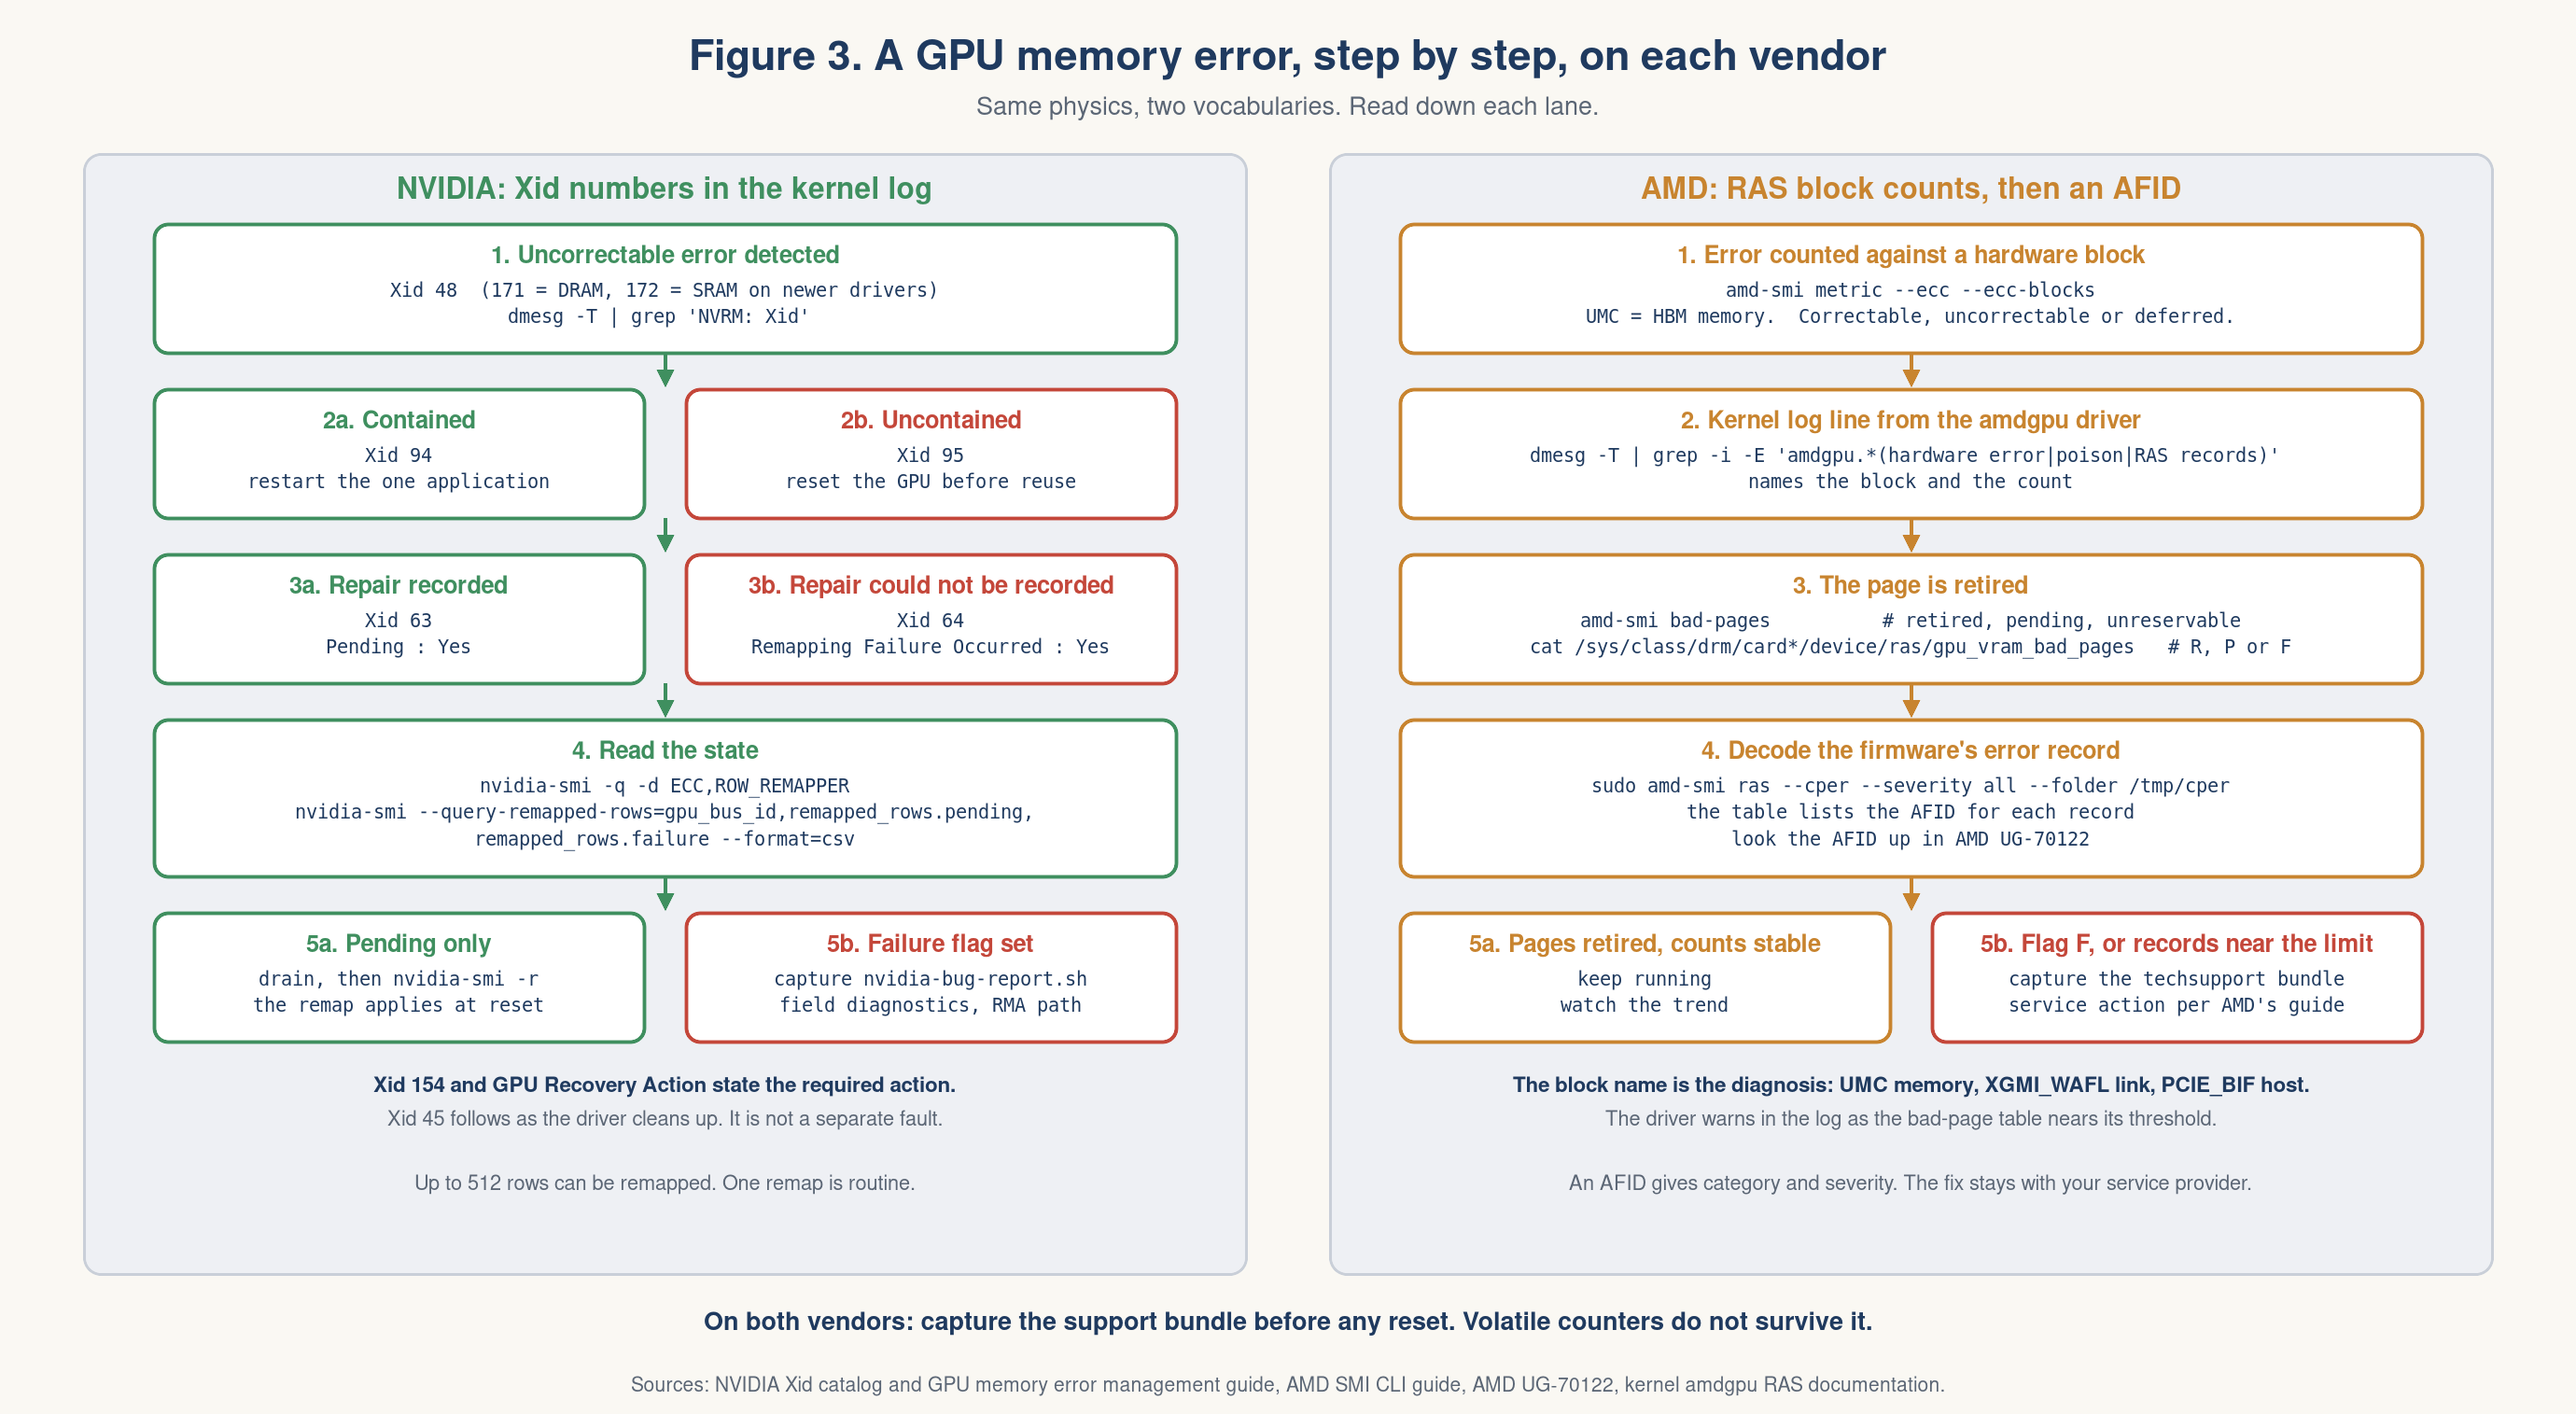 Figure 3. A GPU memory error, step by step, on each vendor
Same physics, two vocabularies. Read down each lane.
NVIDIA: Xid numbers in the kernel log
1. Uncorrectable error detected
Xid 48  (171 = DRAM, 172 = SRAM on newer drivers)
dmesg -T | grep 'NVRM: Xid'
2a. Contained
Xid 94
restart the one application
2b. Uncontained
Xid 95
reset the GPU before reuse
3a. Repair recorded
Xid 63
Pending : Yes
3b. Repair could not be recorded
Xid 64
Remapping Failure Occurred : Yes
4. Read the state
nvidia-smi -q -d ECC,ROW_REMAPPER
nvidia-smi --query-remapped-rows=gpu_bus_id,remapped_rows.pending,
remapped_rows.failure --format=csv
5a. Pending only
drain, then nvidia-smi -r
the remap applies at reset
5b. Failure flag set
capture nvidia-bug-report.sh
field diagnostics, RMA path
Xid 154 and GPU Recovery Action state the required action.
Xid 45 follows as the driver cleans up. It is not a separate fault.
Up to 512 rows can be remapped. One remap is routine.
AMD: RAS block counts, then an AFID
1. Error counted against a hardware block
amd-smi metric --ecc --ecc-blocks
UMC = HBM memory.  Correctable, uncorrectable or deferred.
2. Kernel log line from the amdgpu driver
dmesg -T | grep -i -E 'amdgpu.*(hardware error|poison|RAS records)'
names the block and the count
3. The page is retired
amd-smi bad-pages          # retired, pending, unreservable
cat /sys/class/drm/card*/device/ras/gpu_vram_bad_pages   # R, P or F
4. Decode the firmware's error record
sudo amd-smi ras --cper --severity all --folder /tmp/cper
the table lists the AFID for each record
look the AFID up in AMD UG-70122
5a. Pages retired, counts stable
keep running
watch the trend
5b. Flag F, or records near the limit
capture the techsupport bundle
service action per AMD's guide
The block name is the diagnosis: UMC memory, XGMI_WAFL link, PCIE_BIF host.
The driver warns in the log as the bad-page table nears its threshold.
An AFID gives category and severity. The fix stays with your service provider.
On both vendors: capture the support bundle before any reset. Volatile counters do not survive it.
Sources: NVIDIA Xid catalog and GPU memory error management guide, AMD SMI CLI guide, AMD UG-70122, kernel amdgpu RAS documentation.